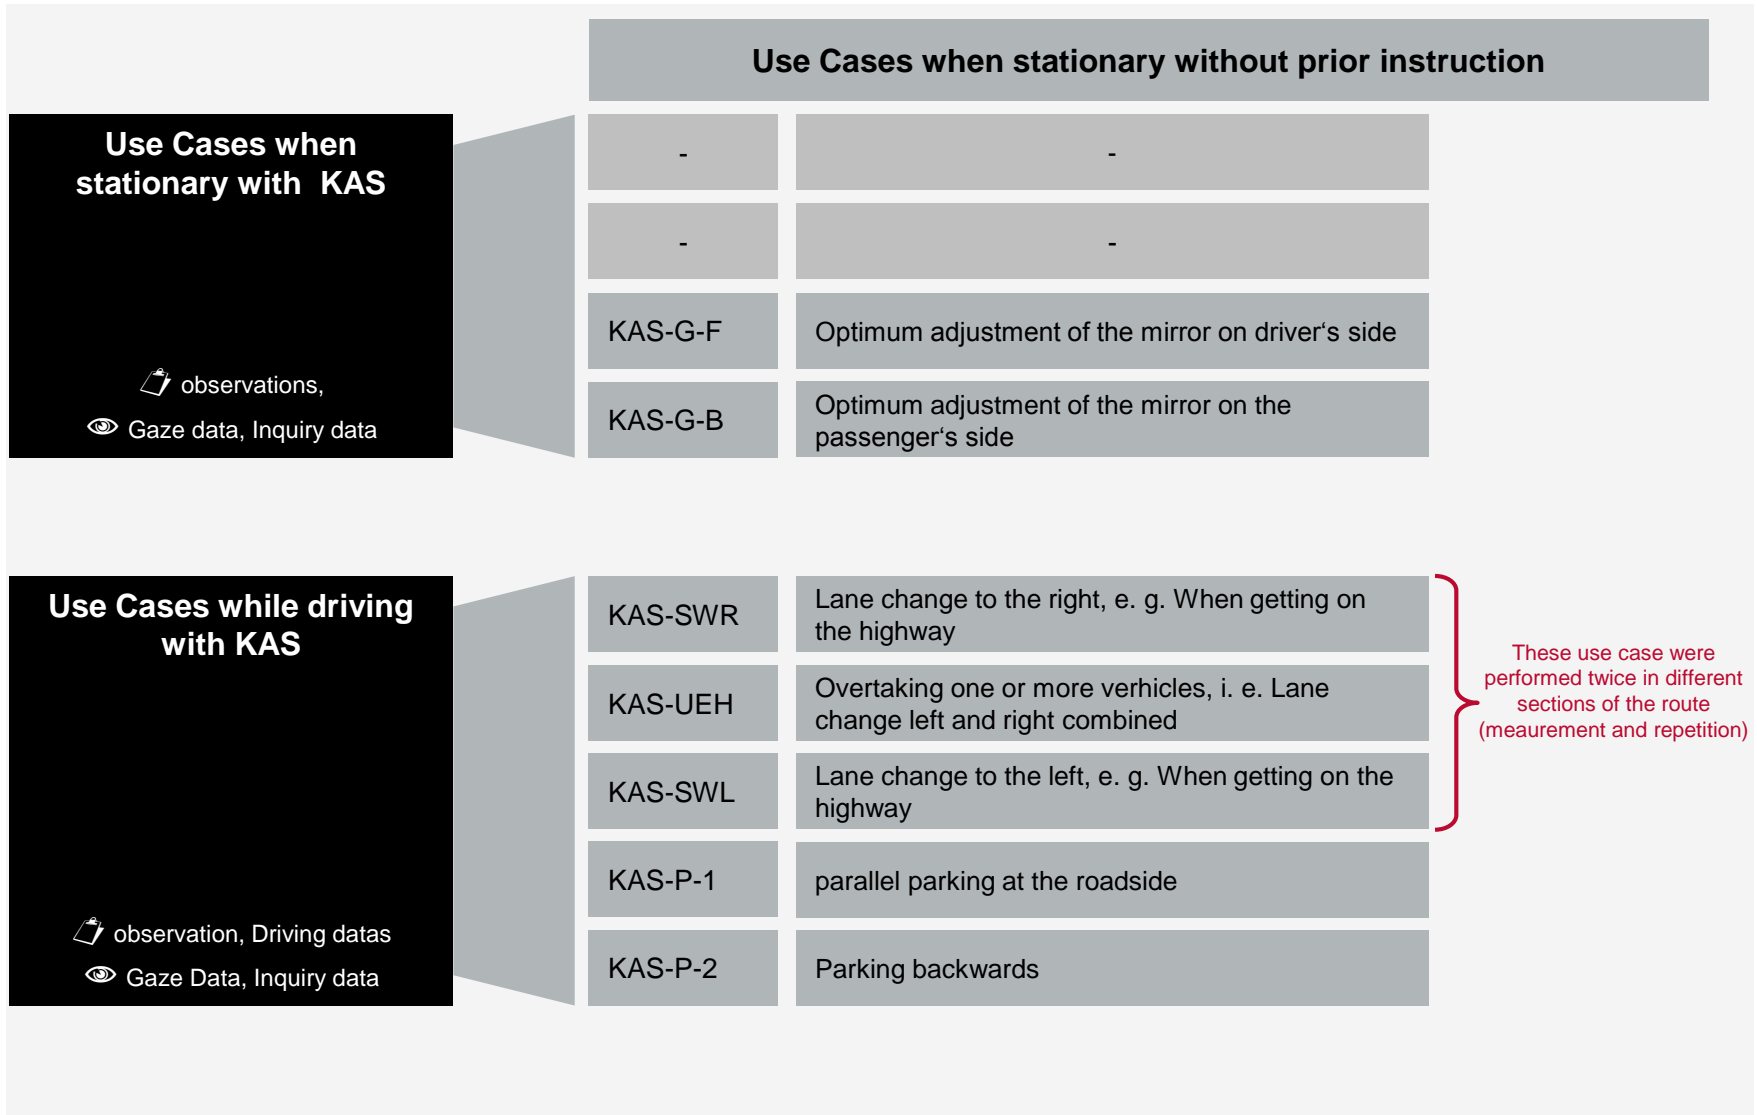 Use Cases when stationary without prior instruction
Use Cases when
stationary with  KAS
observations,
Gaze data, Inquiry data
-
-
-
-
KAS-G-F
Optimum adjustment of the mirror on driver‘s side
KAS-G-B
Optimum adjustment of the mirror on the
passenger‘s side
Use Cases while driving
with KAS
observation, Driving datas
Gaze Data, Inquiry data
KAS-SWR
Lane change to the right, e. g. When getting on
the highway
KAS-UEH
Overtaking one or more verhicles, i. e. Lane
change left and right combined
KAS-SWL
Lane change to the left, e. g. When getting on the
highway
KAS-P-1
parallel parking at the roadside
KAS-P-2
Parking backwards
These use case were
performed twice in different
sections of the route
(meaurement and repetition)